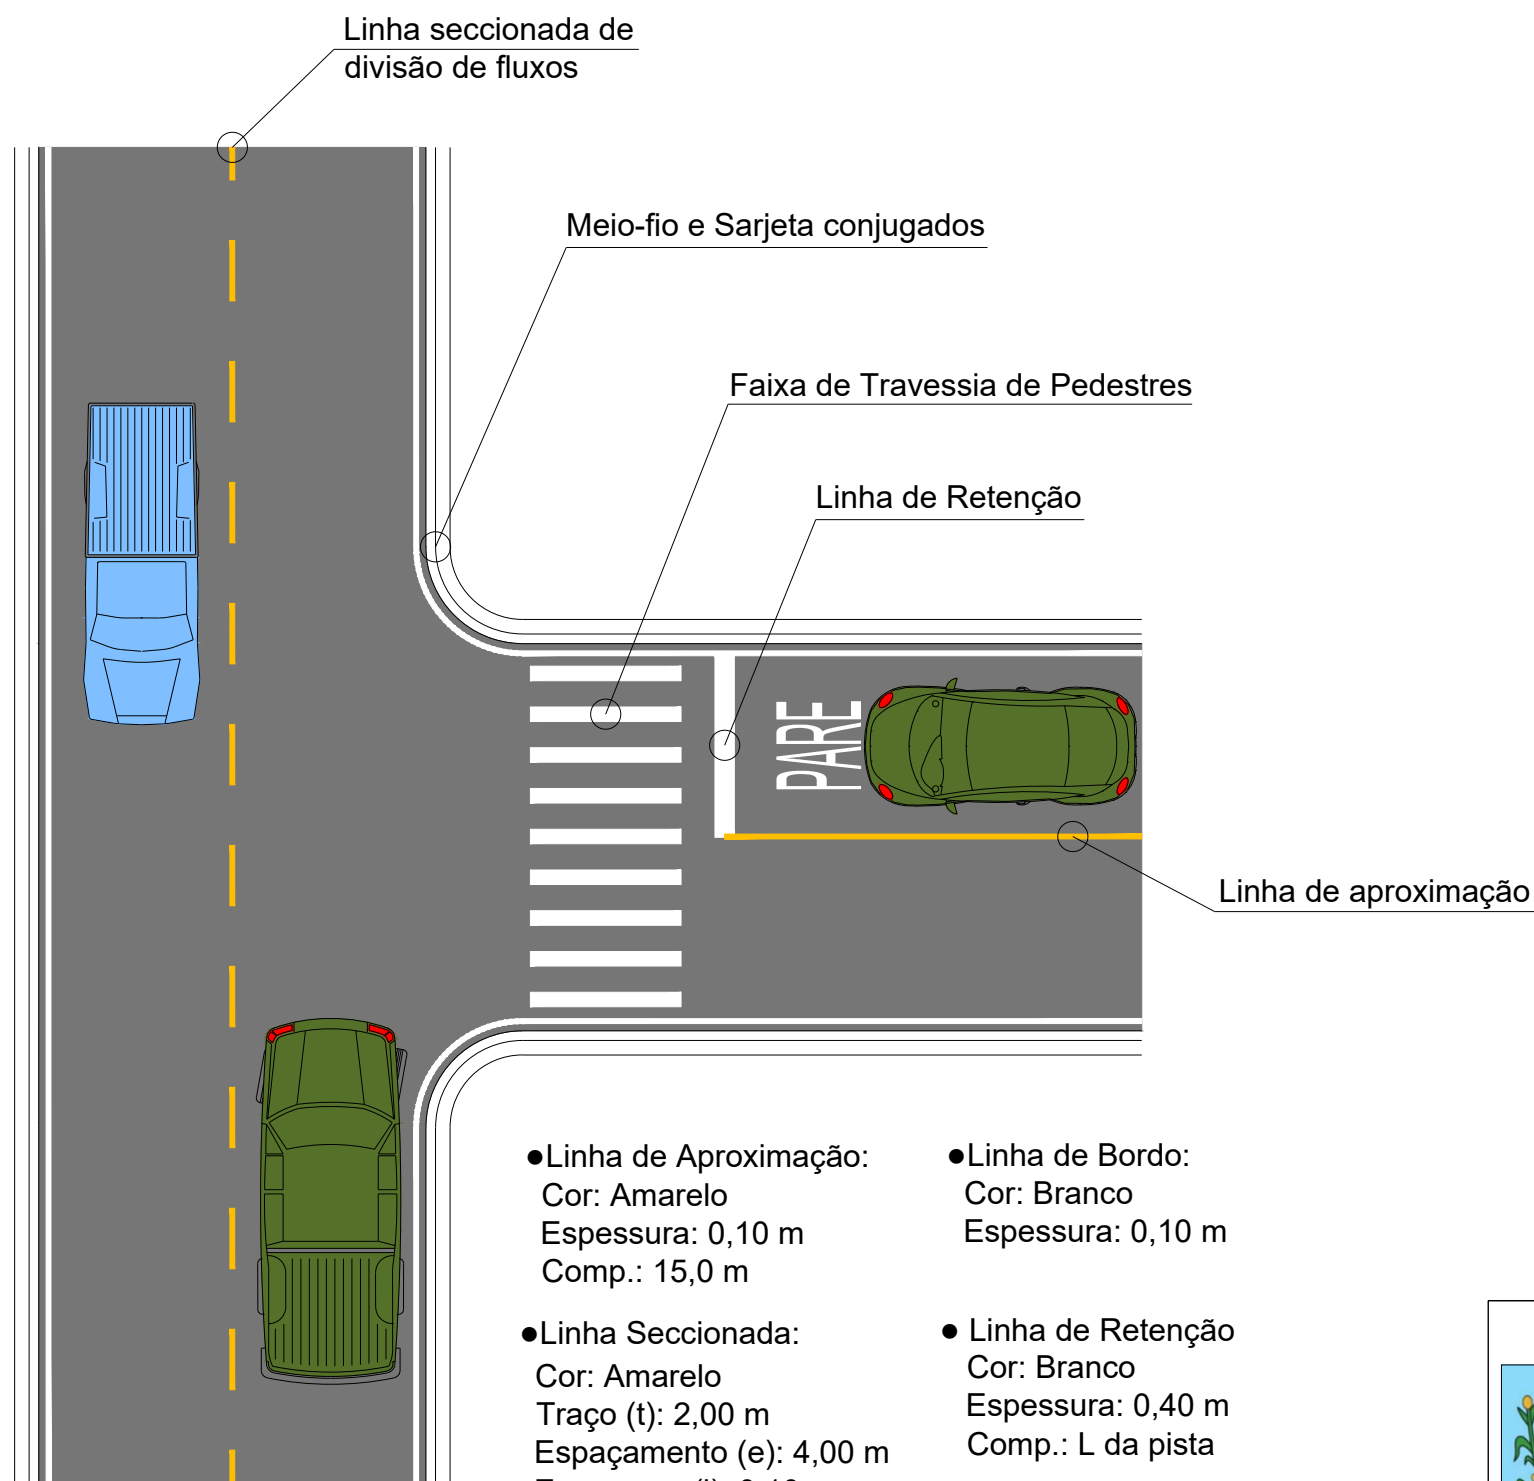 Linha seccionada de
divisão de fluxos
Meio-fio e Sarjeta conjugados
Faixa de Travessia de Pedestres
Linha de Retenção
PARE
Linha de aproximação
●Linha de Aproximação:
Cor: Amarelo
Espessura: 0,10 m
Comp.: 15,0 m
●Linha de Bordo:
Cor: Branco
Espessura: 0,10 m
●Linha Seccionada:
Cor: Amarelo
Traço (t): 2,00 m
Espaçamento (e): 4,00 m
● Linha de Retenção
Cor: Branco
Espessura: 0,40 m
Comp.: L da pista